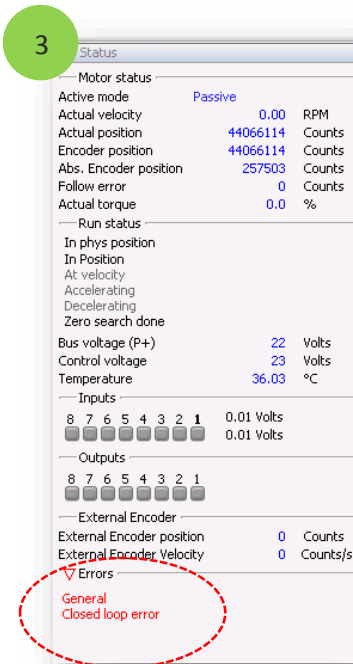 3
Status
Motor status
Active mode Passive
Actual velocity 0.00 RPM
Actual position 44066114 Counts
Encoder position 44066114 Counts
Abs. Encoder position 257503 Counts
Follow error 0 Counts
Actual torque 0.0 %
Run status
In phys position
In Position
At velocity
Accelerating
Decelerating
Zero search done
Bus voltage (P+) 22 Volts
Control voltage 23 Volts
Temperature 36.03 °C
Inputs
8 7 6 5 4 3 2 1 0.01 Volts
0.01 Volts
Outputs
8 7 6 5 4 3 2 1
External Encoder
External Encoder position 0 Counts
External Encoder Velocity 0 Counts/s
Errors
General
Closed loop error